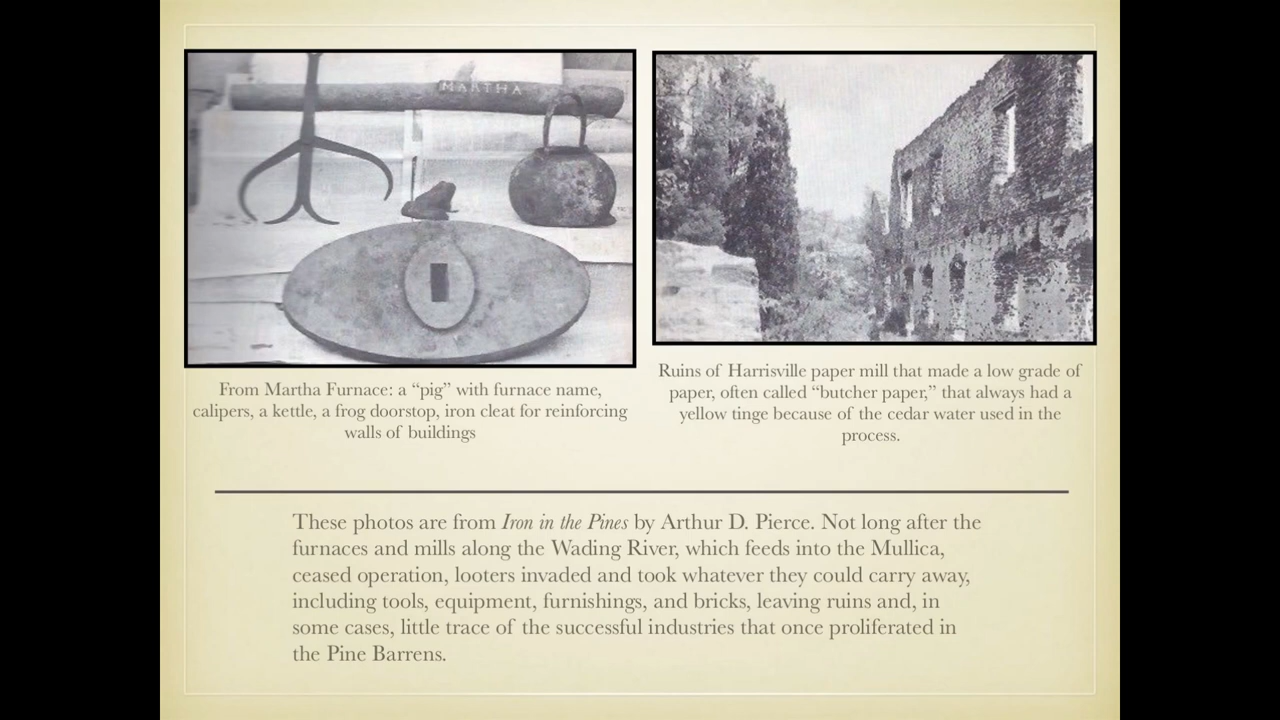 MARTHA
From Martha Furnace: a “pig” with furnace name,
calipers, a kettle, a frog doorstop, iron cleat for reinforcing
walls of buildings
Ruins of Harrisville paper mill that made a low grade of
paper, often called “butcher paper,” that always had a
yellow tinge because of the cedar water used in the
process.
These photos are from Iron in the Pines by Arthur D. Pierce. Not long after the
furnaces and mills along the Wading River, which feeds into the Mullica,
ceased operation, looters invaded and took whatever they could carry away,
including tools, equipment, furnishings, and bricks, leaving ruins and, in
some cases, little trace of the successful industries that once proliferated in
the Pine Barrens.